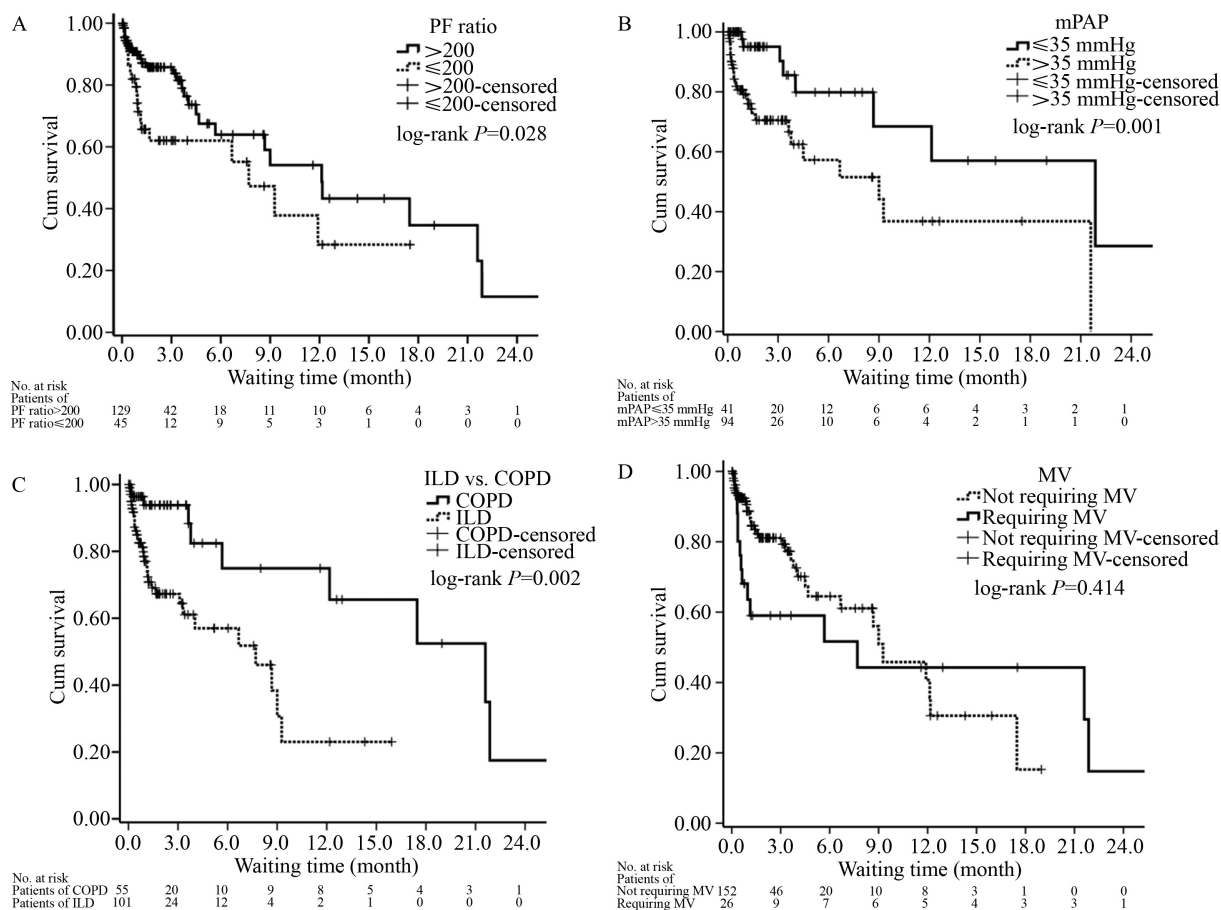 A
PF ratio
>200
⩽200
>200-censored
⩽200-censored
log-rank P=0.028
Cum survival
1.00
0.80
0.60
0.40
0.20
0.00
0.0 3.0 6.0 9.0 12.0 15.0 18.0 21.0 24.0
Waiting time (month)
No. at risk
Patients of
PF ratio>200 129 42 18 11 10 6 4 3 1
PF ratio⩽200 45 12 9 5 3 1 0 0 0
B
mPAP
⩽35 mmHg
>35 mmHg
⩽35 mmHg-censored
>35 mmHg-censored
log-rank P=0.001
Cum survival
1.00
0.80
0.60
0.40
0.20
0.00
0.0 3.0 6.0 9.0 12.0 15.0 18.0 21.0 24.0
Waiting time (month)
No. at risk
Patients of
mPAP⩽35 mmHg 41 20 12 6 6 4 3 2 1
mPAP>35 mmHg 94 26 10 6 4 2 1 1 0
C
ILD vs. COPD
COPD
ILD
COPD-censored
ILD-censored
log-rank P=0.002
Cum survival
1.00
0.80
0.60
0.40
0.20
0.00
0.0 3.0 6.0 9.0 12.0 15.0 18.0 21.0 24.0
Waiting time (month)
No. at risk
Patients of COPD 55 20 10 9 8 5 4 3 1
Patients of ILD 101 24 12 4 2 1 0 0 0
D
MV
Not requiring MV
Requiring MV
Not requiring MV-censored
Requiring MV-censored
log-rank P=0.414
Cum survival
1.00
0.80
0.60
0.40
0.20
0.00
0.0 3.0 6.0 9.0 12.0 15.0 18.0 21.0 24.0
Waiting time (month)
No. at risk
Patients of
Not requiring MV 152 46 20 10 8 3 1 0 0
Requiring MV 26 9 7 6 5 4 3 3 1